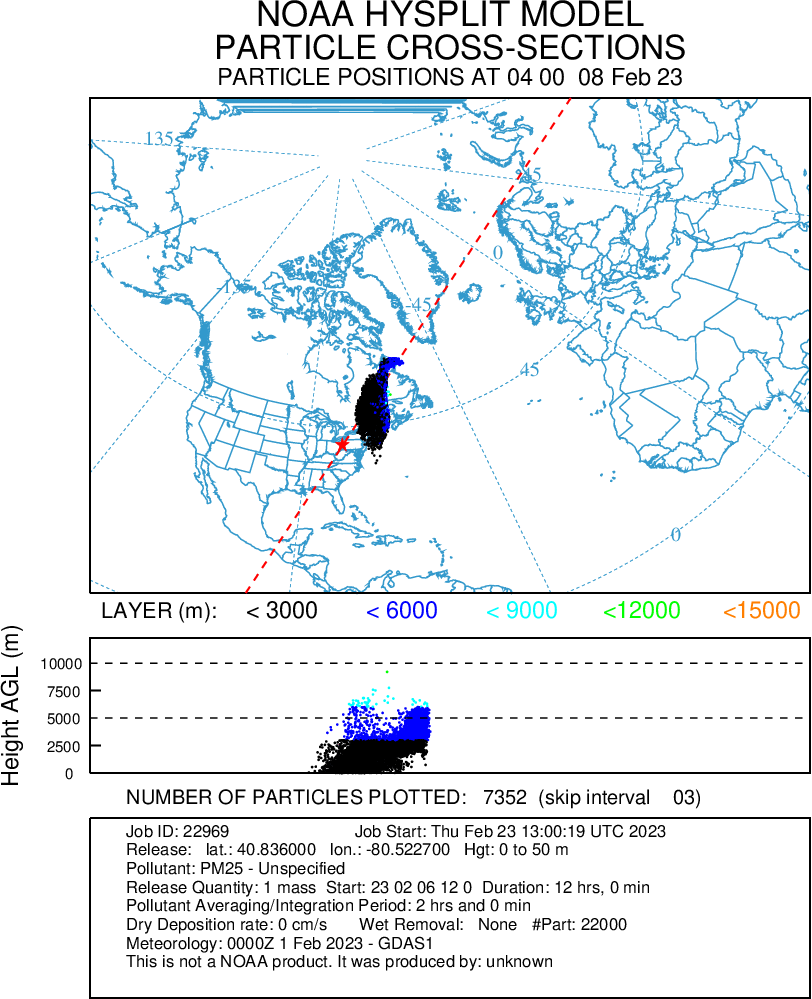 NOAA HYSPLIT MODEL
PARTICLE CROSS-SECTIONS
PARTICLE POSITIONS AT 04 00  08 Feb 23
135
45
0
-135
-45
45
0
LAYER (m): < 3000 < 6000 < 9000 <12000 <15000
Height AGL (m)
10000
7500
5000
2500
0
NUMBER OF PARTICLES PLOTTED: 7352 (skip interval 03)
Job ID: 22969 Job Start: Thu Feb 23 13:00:19 UTC 2023
Release: lat.: 40.836000 lon.: -80.522700 Hgt: 0 to 50 m
Pollutant: PM25 - Unspecified
Release Quantity: 1 mass Start: 23 02 06 12 0 Duration: 12 hrs, 0 min
Pollutant Averaging/Integration Period: 2 hrs and 0 min
Dry Deposition rate: 0 cm/s Wet Removal: None #Part: 22000
Meteorology: 0000Z 1 Feb 2023 - GDAS1
This is not a NOAA product. It was produced by: unknown